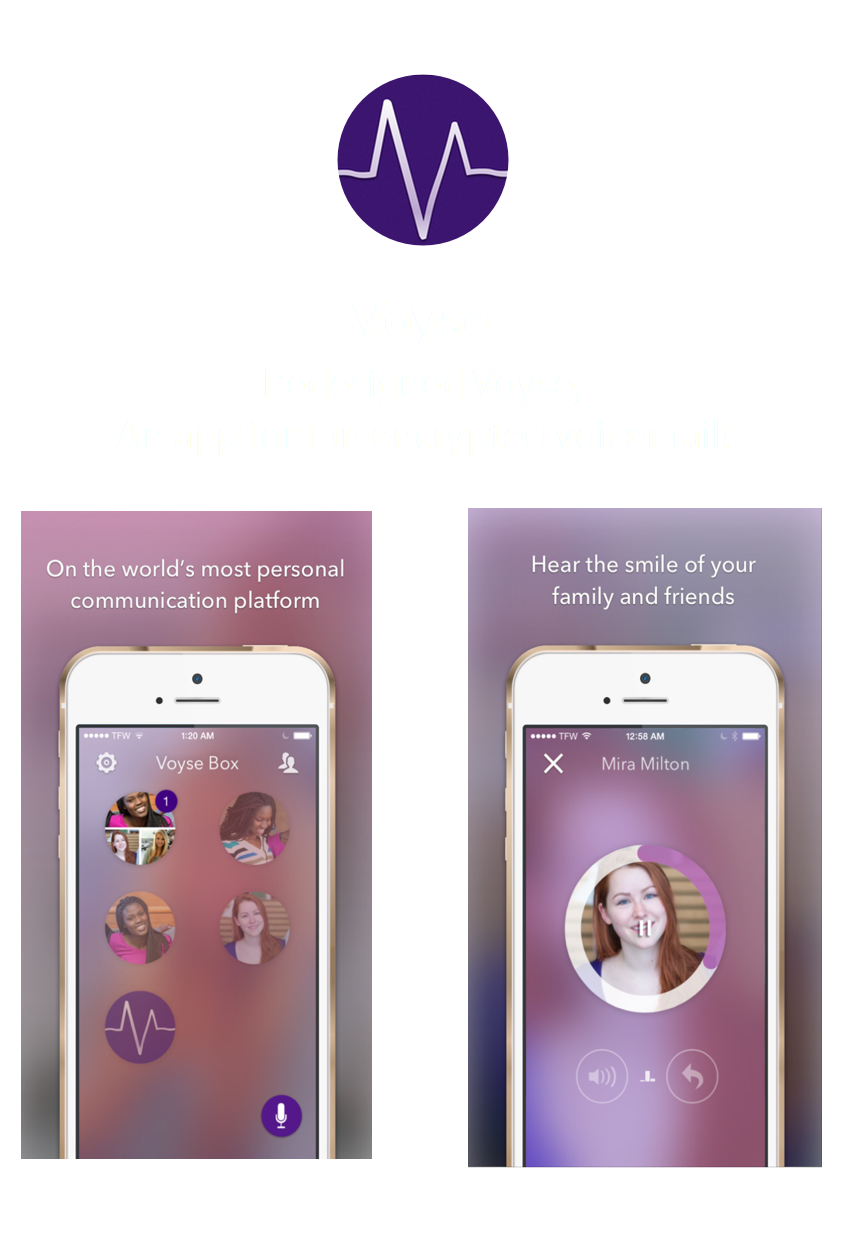 On the world's most personal
communication platform
TFW
1:20 AM
Voyse Box
1
Hear the smile of your
family and friends
TFW
12:58 AM
Mira Milton